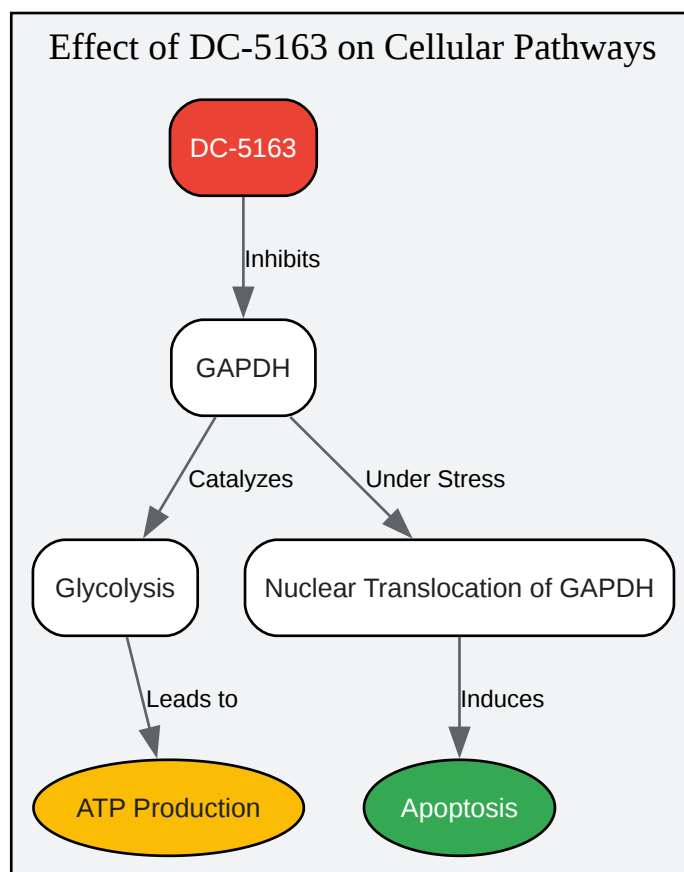 Effect of DC-5163 on Cellular Pathways
DC-5163
Inhibits
GAPDH
Catalyzes
Under Stress
Glycolysis
Nuclear Translocation of GAPDH
Leads to
Induces
ATP Production
Apoptosis